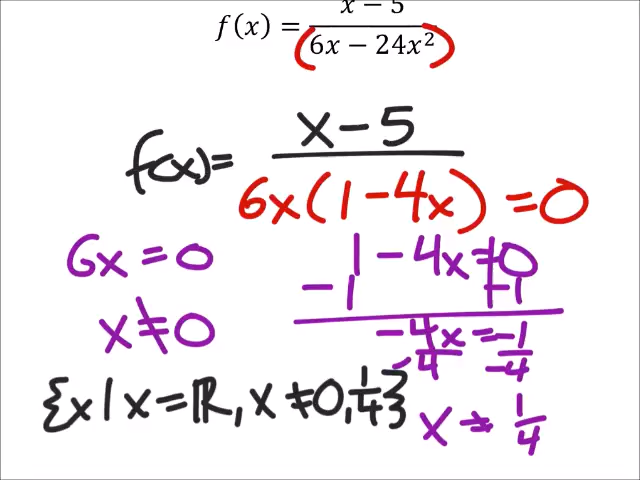 x − 5
f(x) = 
(6x − 24x²)
x − 5
f(x) =
6x(1 − 4x) = 0
6x = 0
1 − 4x = 0
− 1 − 1
x ≠ 0
−4x = −1
−4 −4
{x | x = ℝ, x ≠ 0, 1/4}
x ≠ 1/4